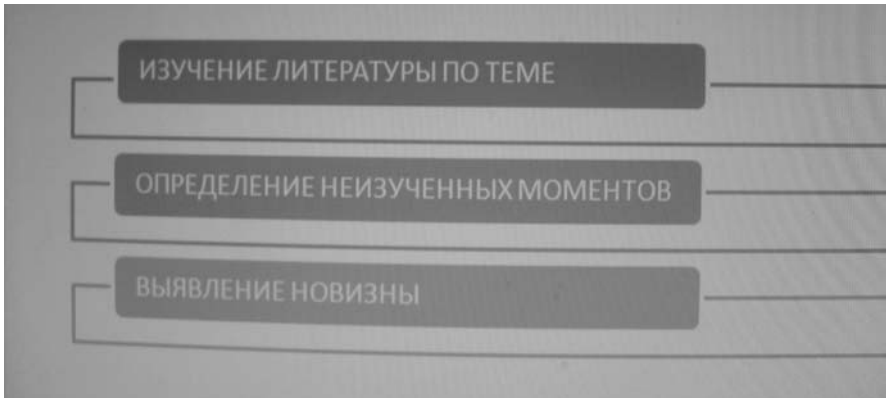 ИЗУЧЕНИЕ ЛИТЕРАТУРЫ ПО ТЕМЕ
ОПРЕДЕЛЕНИЕ НЕИЗУЧЕННЫХ МОМЕНТОВ
ВЫЯВЛЕНИЕ НОВИЗНЫ